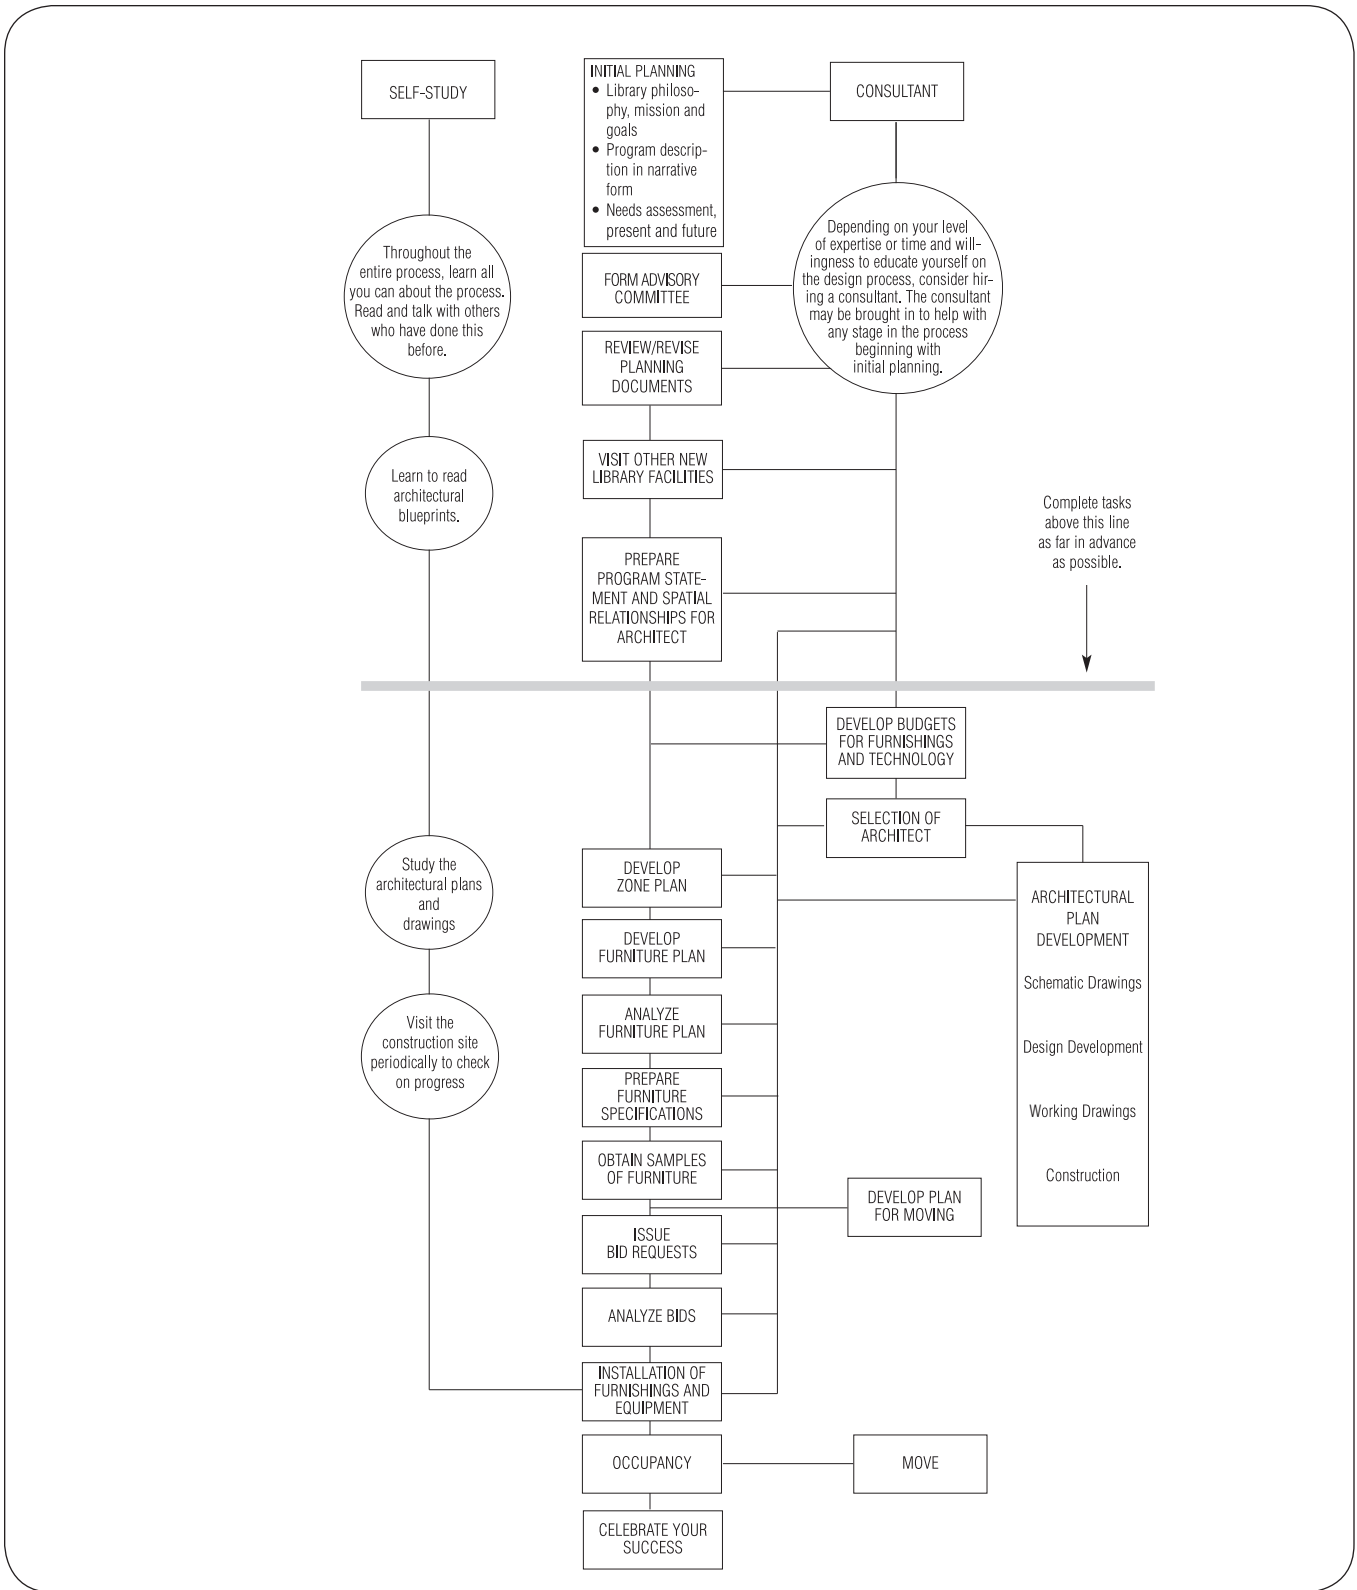 SELF-STUDY
Throughout the
entire process, learn all
you can about the process.
Read and talk with others
who have done this
before.
Learn to read
architectural
blueprints.
Study the
architectural plans
and
drawings
Visit the
construction site
periodically to check
on progress
INITIAL PLANNING
• Library philoso-
phy, mission and
goals
• Program descrip-
tion in narrative
form
• Needs assessment,
present and future
FORM ADVISORY
COMMITTEE
REVIEW/REVISE
PLANNING
DOCUMENTS
VISIT OTHER NEW
LIBRARY FACILITIES
PREPARE
PROGRAM STATE-
MENT AND SPATIAL
RELATIONSHIPS FOR
ARCHITECT
DEVELOP
ZONE PLAN
DEVELOP
FURNITURE PLAN
ANALYZE
FURNITURE PLAN
PREPARE
FURNITURE
SPECIFICATIONS
OBTAIN SAMPLES
OF FURNITURE
ISSUE
BID REQUESTS
ANALYZE BIDS
INSTALLATION OF
FURNISHINGS AND
EQUIPMENT
OCCUPANCY
CELEBRATE YOUR
SUCCESS
CONSULTANT
Depending on your level
of expertise or time and will-
ingness to educate yourself on
the design process, consider hir-
ing a consultant. The consultant
may be brought in to help with
any stage in the process
beginning with
initial planning.
Complete tasks
above this line
as far in advance
as possible.
DEVELOP BUDGETS
FOR FURNISHINGS
AND TECHNOLOGY
SELECTION OF
ARCHITECT
ARCHITECTURAL
PLAN
DEVELOPMENT
Schematic Drawings
Design Development
Working Drawings
Construction
DEVELOP PLAN
FOR MOVING
MOVE